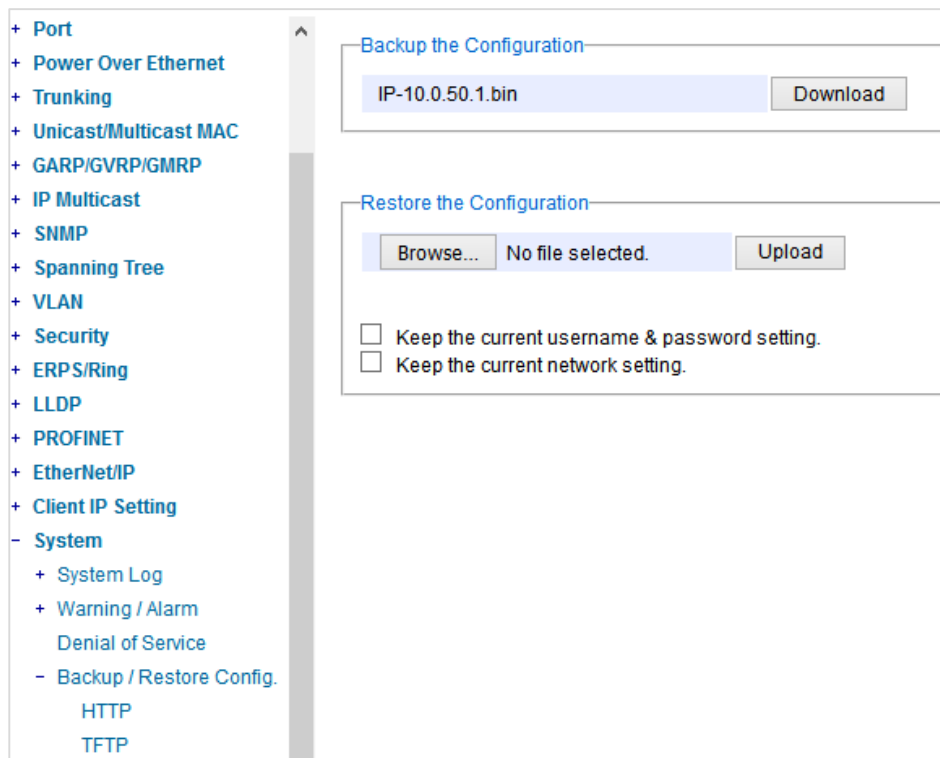 + Port
+ Power Over Ethernet
+ Trunking
+ Unicast/Multicast MAC
+ GARP/GVRP/GMRP
+ IP Multicast
+ SNMP
+ Spanning Tree
+ VLAN
+ Security
+ ERPS/Ring
+ LLDP
+ PROFINET
+ EtherNet/IP
+ Client IP Setting
- System
+ System Log
+ Warning / Alarm
Denial of Service
- Backup / Restore Config.
HTTP
TFTP
Backup the Configuration
IP-10.0.50.1.bin Download
Restore the Configuration
Browse... No file selected. Upload
Keep the current username & password setting.
Keep the current network setting.